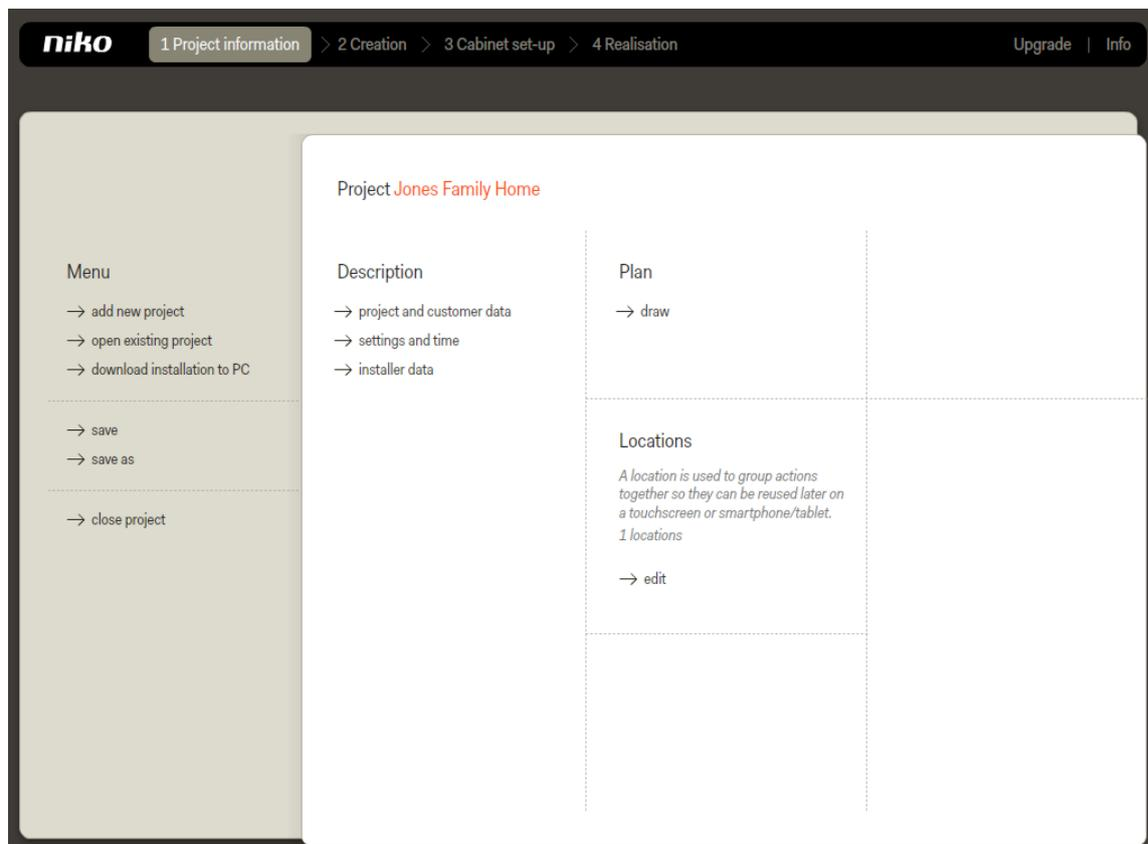 niko 1 Project information 2 Creation 3 Cabinet set-up 4 Realisation Upgrade | Info
Project Jones Family Home
Menu
→ add new project
→ open existing project
→ download installation to PC
→ save
→ save as
→ close project
Description
→ project and customer data
→ settings and time
→ installer data
Plan
→ draw
Locations
A location is used to group actions
together so they can be reused later on
a touchscreen or smartphone/tablet.
1 locations
→ edit